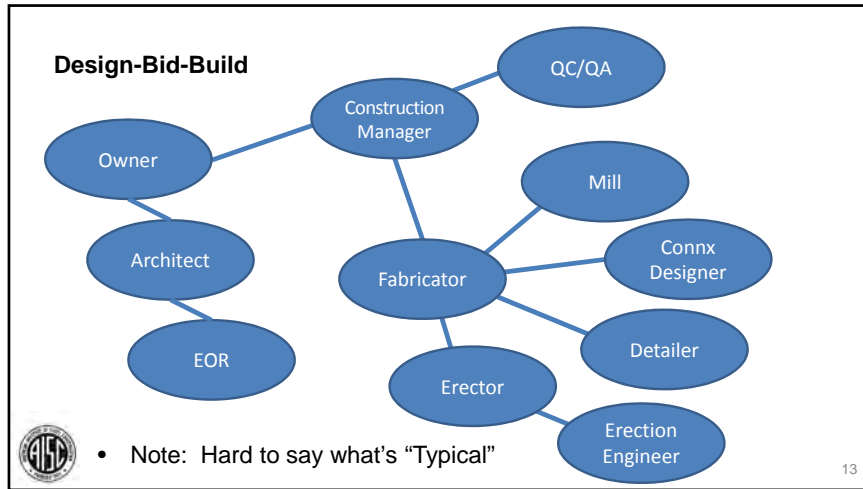 Design-Bid-Build
QC/QA
Construction
Manager
Owner
Mill
Architect
Connx
Designer
Fabricator
EOR
Detailer
Erector
Erection
Engineer
AISC
• Note: Hard to say what's “Typical”
13